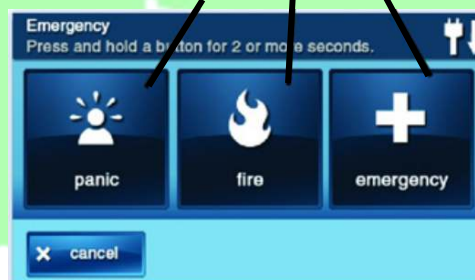 Emergency
Press and hold a button for 2 or more seconds.
panic
fire
emergency
cancel